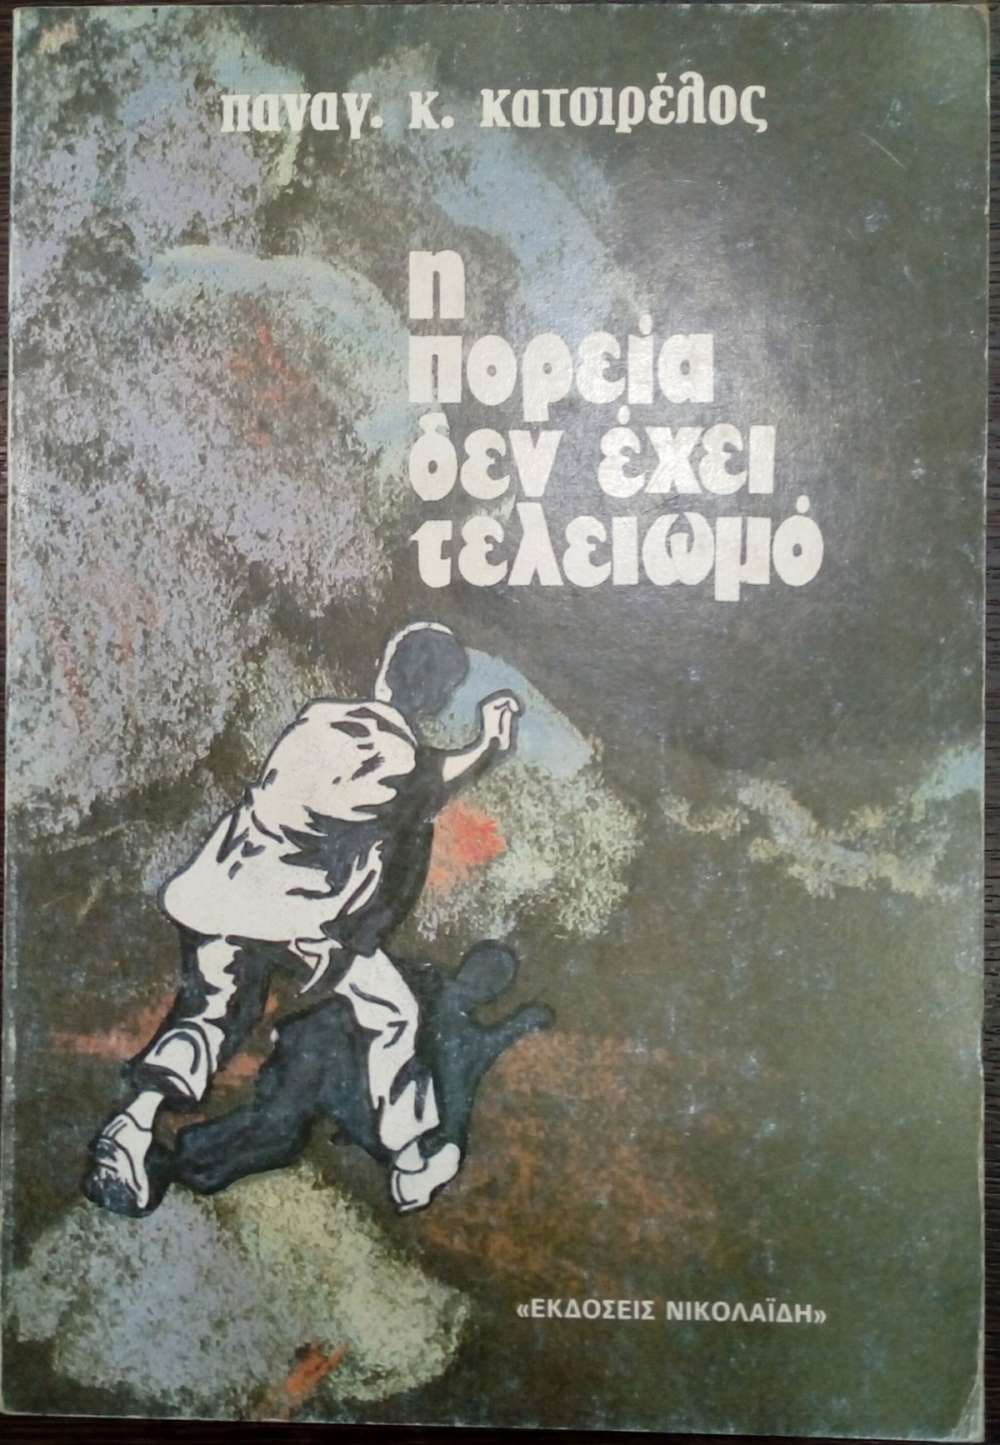 παναγ. κ. κατσιρέλος
η
πορεία
δεν έχει
τελειωμό
«ΕΚΔΟΣΕΙΣ ΝΙΚΟΛΑΪΔΗ»